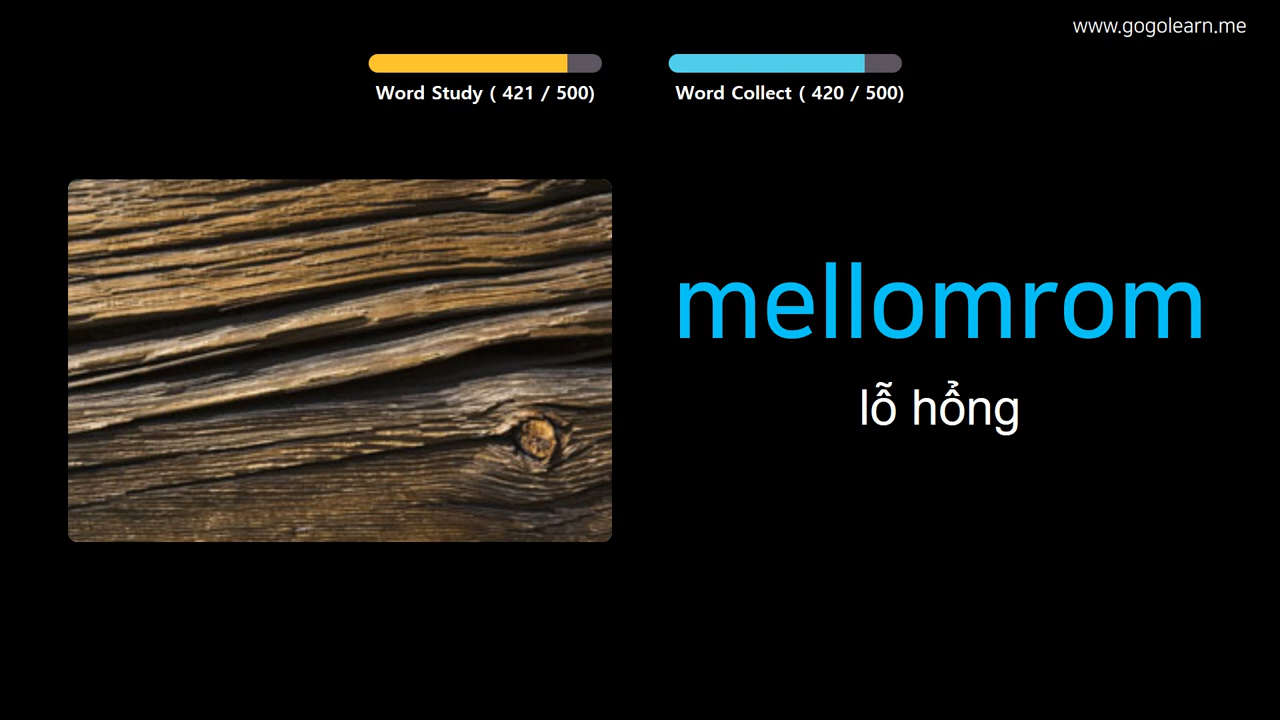 www.gogolearn.me
Word Study ( 421 / 500)
Word Collect ( 420 / 500)
mellomrom
lỗ hổng